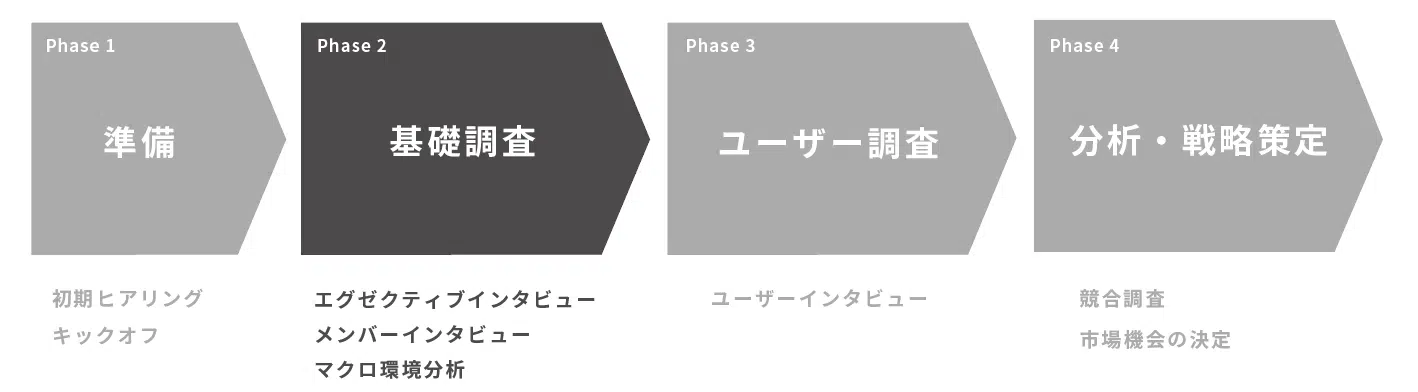 Phase 1
準備
初期ヒアリング
キックオフ
Phase 2
基礎調査
エグゼクティブインタビュー
メンバーインタビュー
マクロ環境分析
Phase 3
ユーザー調査
ユーザーインタビュー
Phase 4
分析・戦略策定
競合調査
市場機会の決定